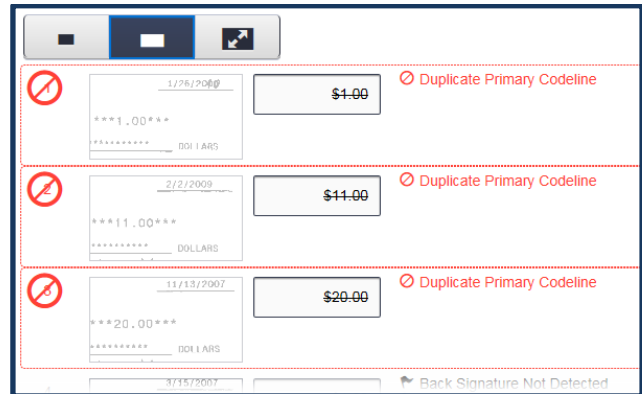 1
1/26/2009
***1.00***
**********
DOLLARS
$1.00
Duplicate Primary Codeline
2
2/2/2009
***11.00***
**********
DOLLARS
$11.00
Duplicate Primary Codeline
3
11/13/2007
***20.00***
**********
DOLLARS
$20.00
Duplicate Primary Codeline
4
3/15/2007
Back Signature Not Detected